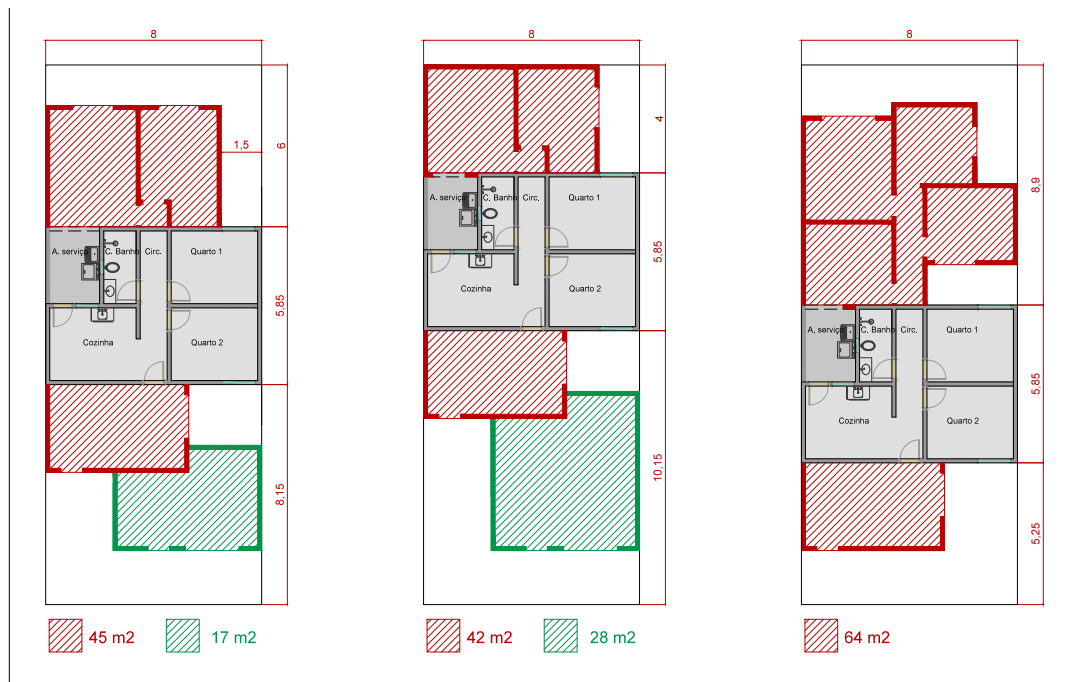 8
6
1,5
A. serviço
C. Banho
Circ.
Quarto 1
5,85
Cozinha
Quarto 2
8,15
45 m2
17 m2
8
4
A. serviço
C. Banho
Circ.
Quarto 1
5,85
Cozinha
Quarto 2
10,15
42 m2
28 m2
8
8,9
A. serviço
C. Banho
Circ.
Quarto 1
5,85
Cozinha
Quarto 2
5,25
64 m2